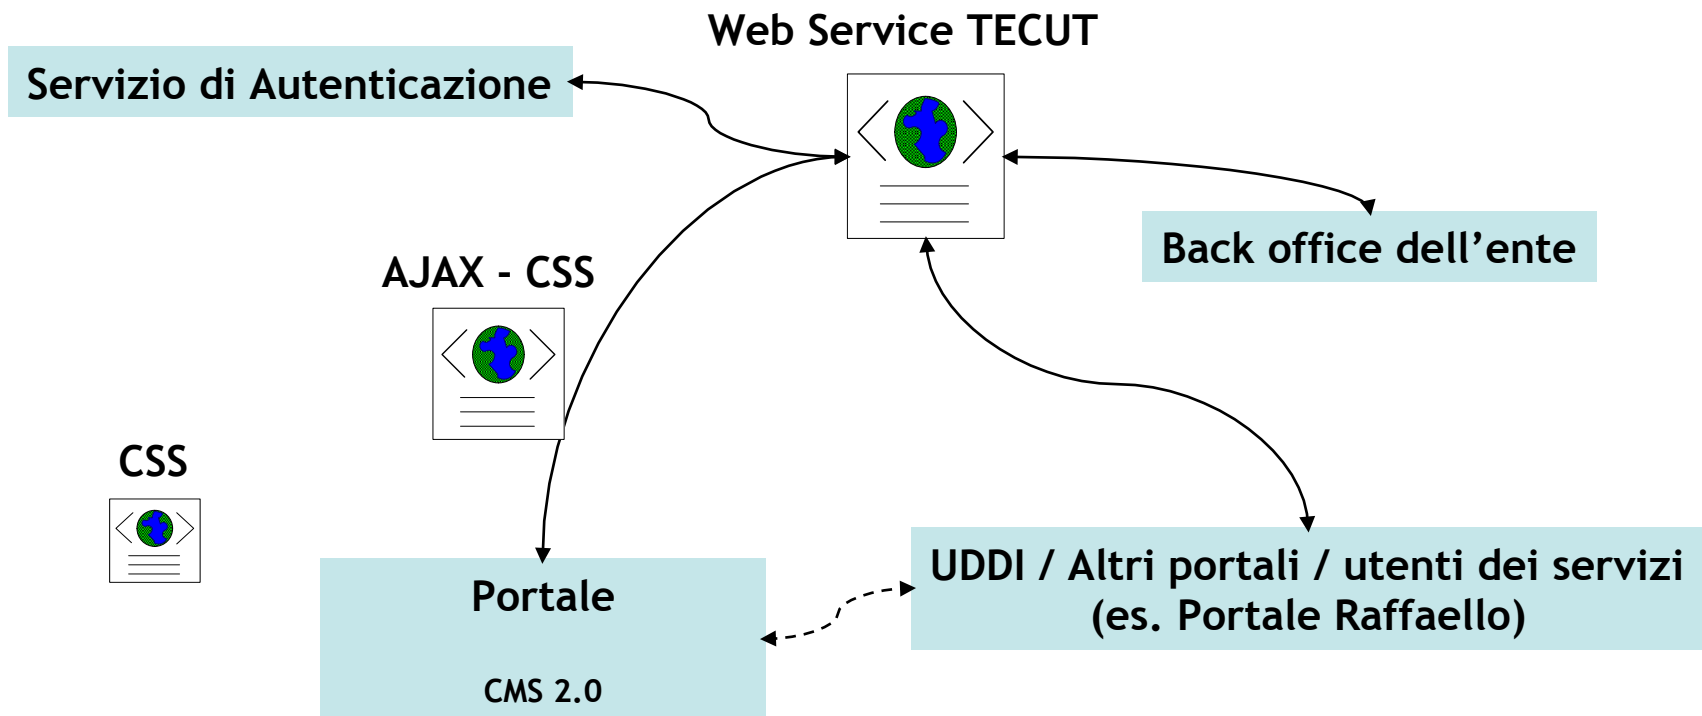 Web Service TECUT
Servizio di Autenticazione
Back office dell’ente
AJAX - CSS
CSS
UDDI / Altri portali / utenti dei servizi
(es. Portale Raffaello)
Portale
CMS 2.0